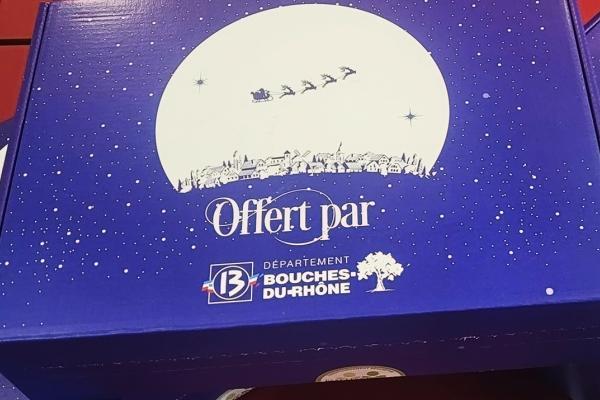 Offert par
13
DÉPARTEMENT
BOUCHES-
DU-RHÔNE